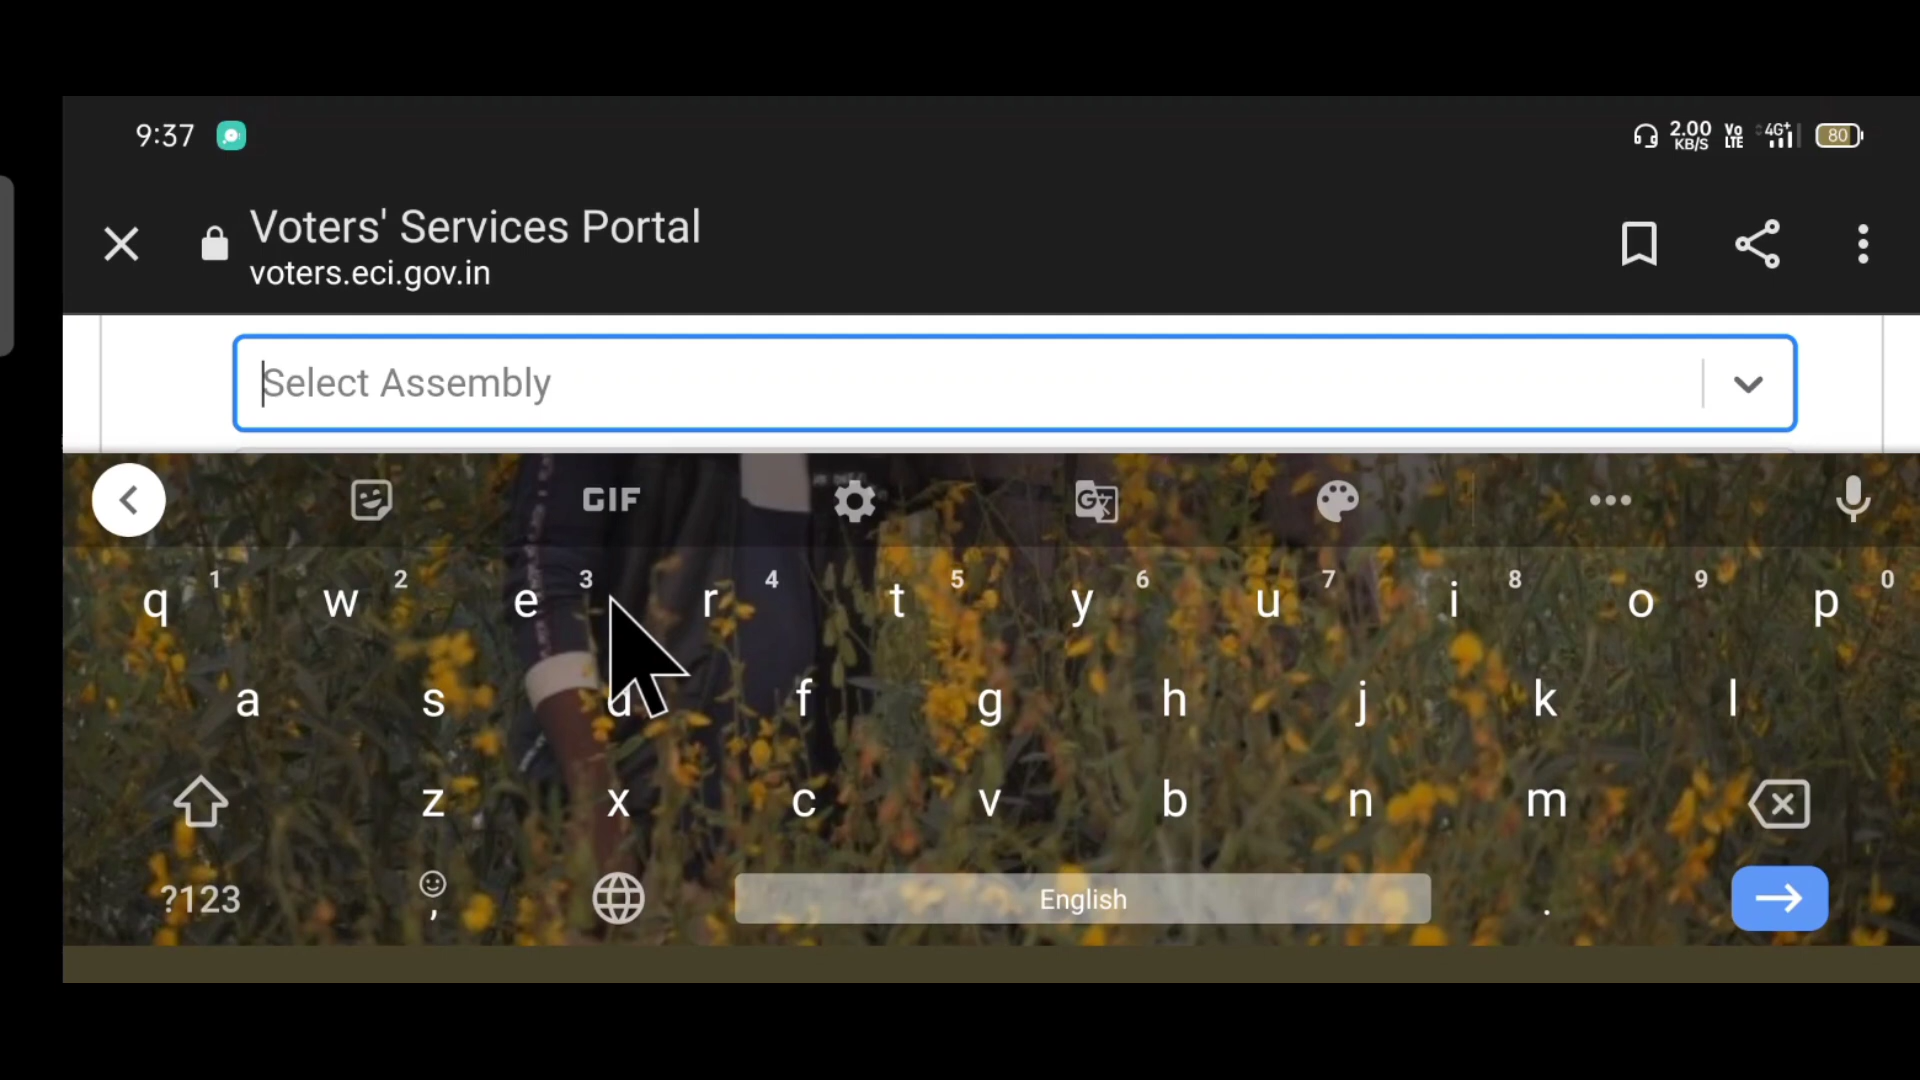 9:37 2.00 KB/S Vo LTE 4G+ 80
Voters' Services Portal
voters.eci.gov.in
Select Assembly
GIF G
q 1 w 2 e 3 r 4 t 5 y 6 u 7 i 8 o 9 p 0
a s d f g h j k l
z x c v b n m
?123 , English .